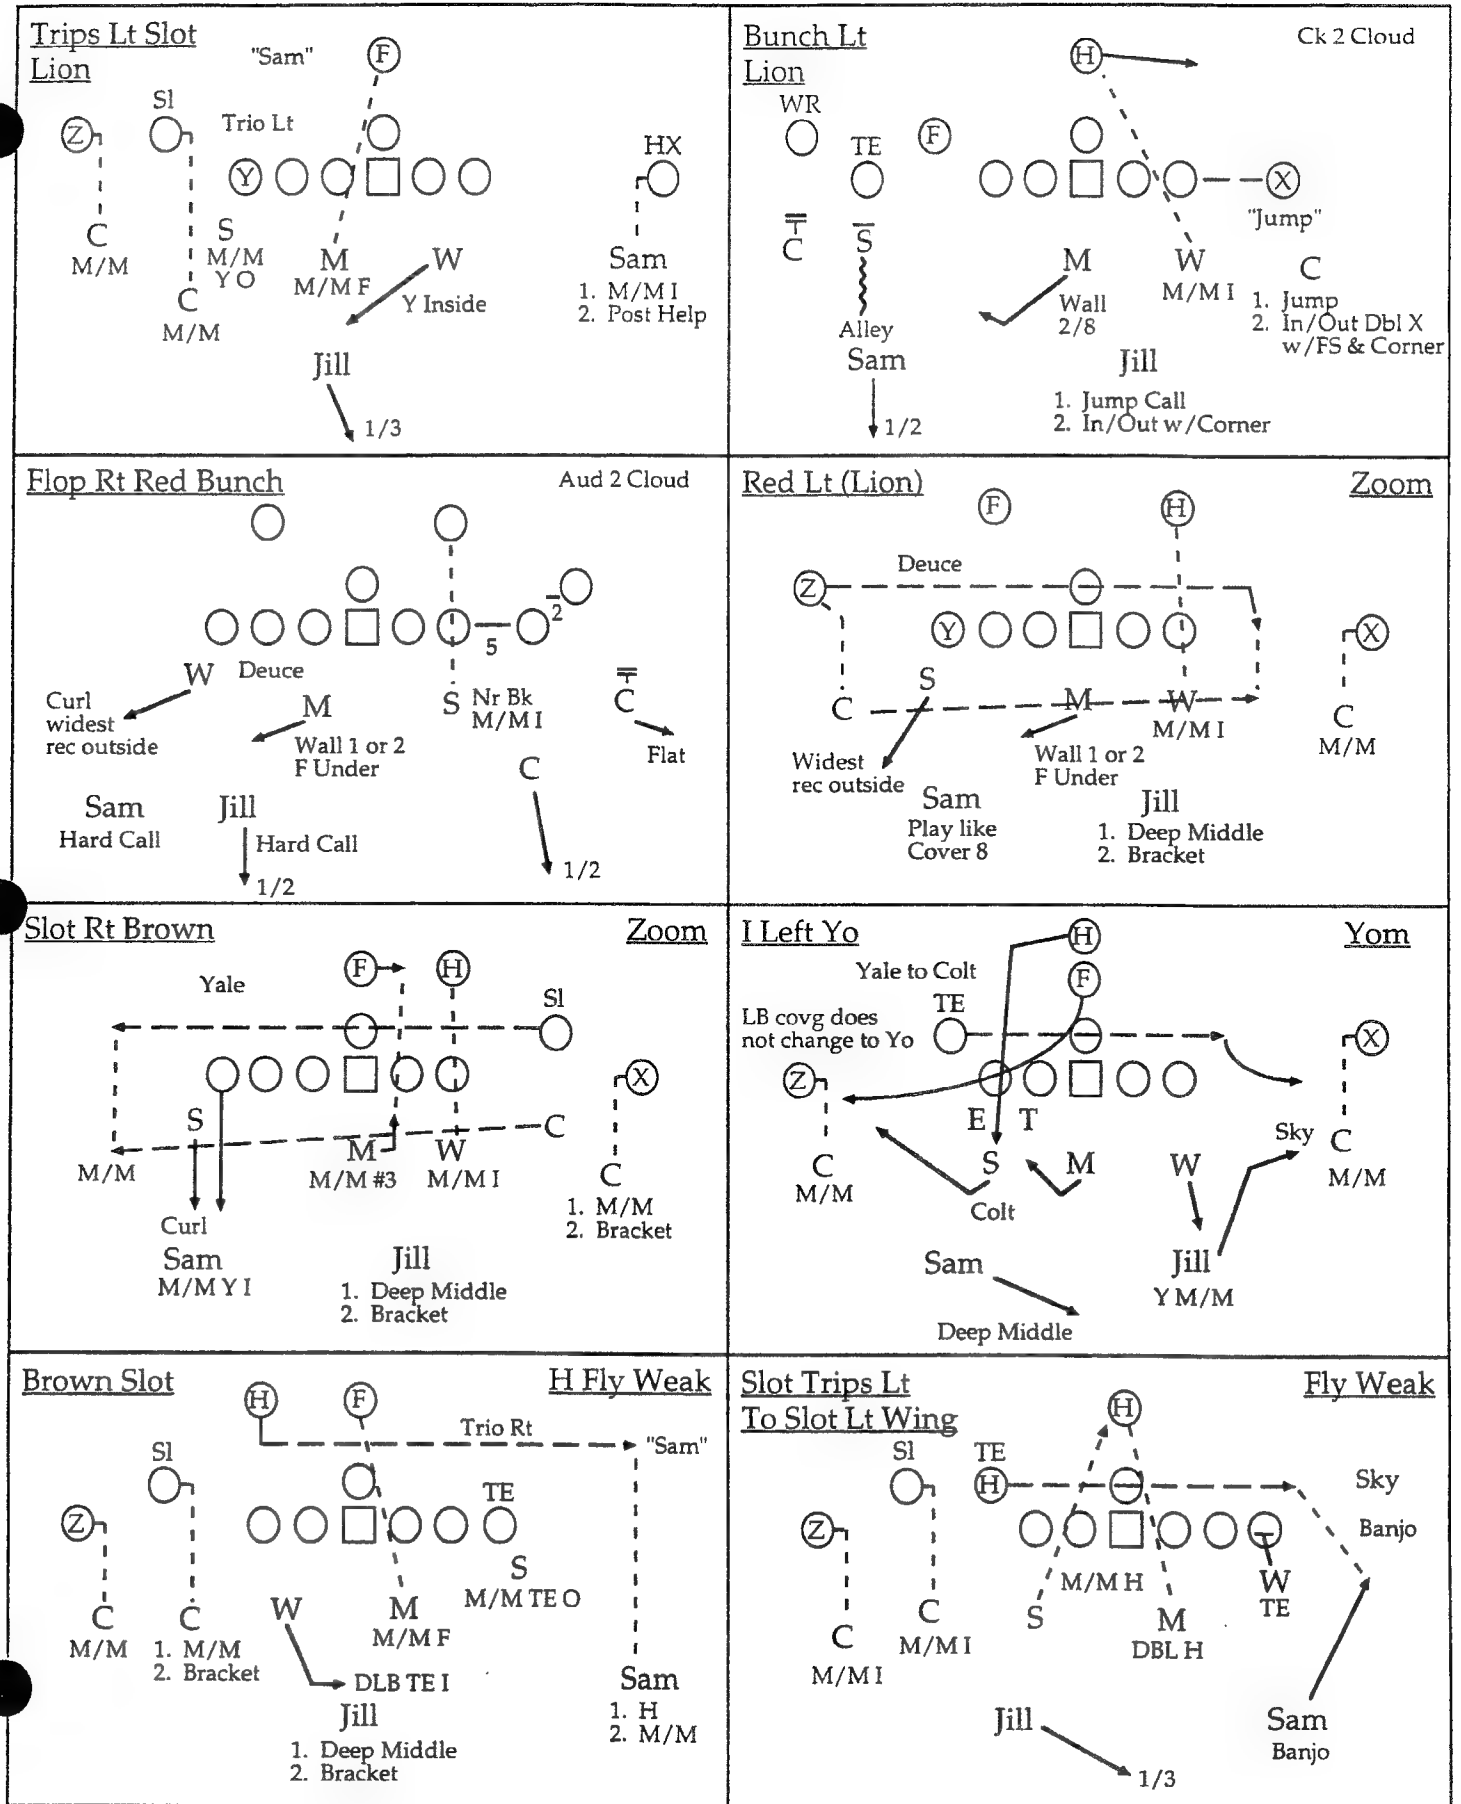 Trips Lt Slot
Lion
"Sam"
F
Sl
Z
Trio Lt
HX
Y
C
M/M
S
M/M
Y O
C
M/M
M
M/M F
W
Y Inside
Sam
1. M/M I
2. Post Help
Jill
1/3
Bunch Lt
Lion
Ck 2 Cloud
H
WR
TE
F
X
"Jump"
C
S
Alley
Sam
1/2
M
Wall
2/8
W
M/M I
C
1. Jump
2. In/Out Dbl X
w/FS & Corner
Jill
1. Jump Call
2. In/Out w/Corner
Flop Rt Red Bunch
Aud 2 Cloud
2
5
W
Deuce
Curl
widest
rec outside
M
Wall 1 or 2
F Under
S
Nr Bk
M/M I
C
Flat
C
Sam
Hard Call
Jill
Hard Call
1/2
1/2
Red Lt (Lion)
Zoom
F
H
Deuce
Z
Y
X
S
C
M
W
M/M I
C
M/M
Widest
rec outside
Wall 1 or 2
F Under
Sam
Play like
Cover 8
Jill
1. Deep Middle
2. Bracket
Slot Rt Brown
Zoom
Yale
F
H
Sl
X
S
C
M/M
M
M/M #3
W
M/M I
C
1. M/M
2. Bracket
Curl
Sam
M/M Y I
Jill
1. Deep Middle
2. Bracket
I Left Yo
Yom
H
Yale to Colt
F
TE
LB covg does
not change to Yo
X
Z
E
T
C
M/M
S
Colt
M
W
Sky
C
M/M
Sam
Deep Middle
Jill
Y M/M
Brown Slot
H Fly Weak
H
F
Trio Rt
"Sam"
Sl
Z
TE
S
M/M TE O
C
M/M
C
1. M/M
2. Bracket
W
M
M/M F
DLB TE I
Jill
1. Deep Middle
2. Bracket
Sam
1. H
2. M/M
Slot Trips Lt
To Slot Lt Wing
Fly Weak
H
Sl
TE
H
Sky
Z
Banjo
M/M H
W
TE
C
M/M I
C
M/M I
S
M
DBL H
Jill
1/3
Sam
Banjo